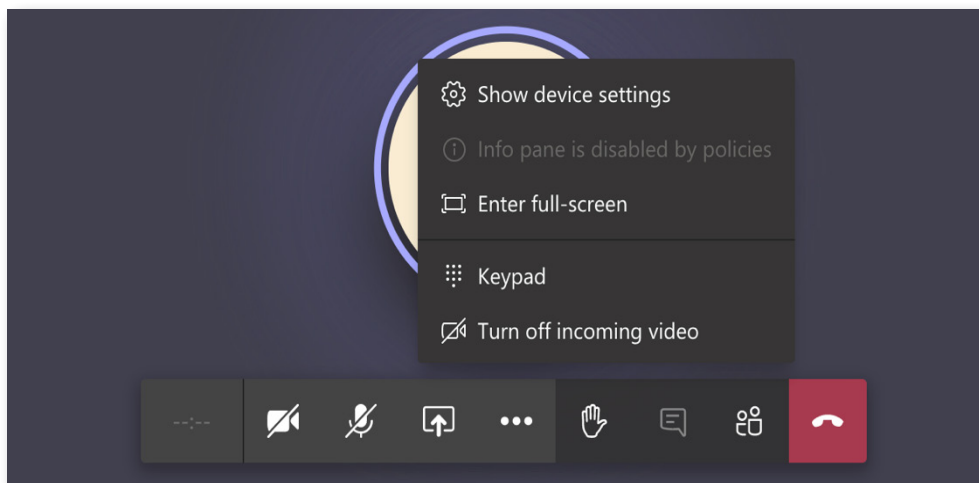 Show device settings
Info pane is disabled by policies
Enter full-screen
Keypad
Turn off incoming video
--:--